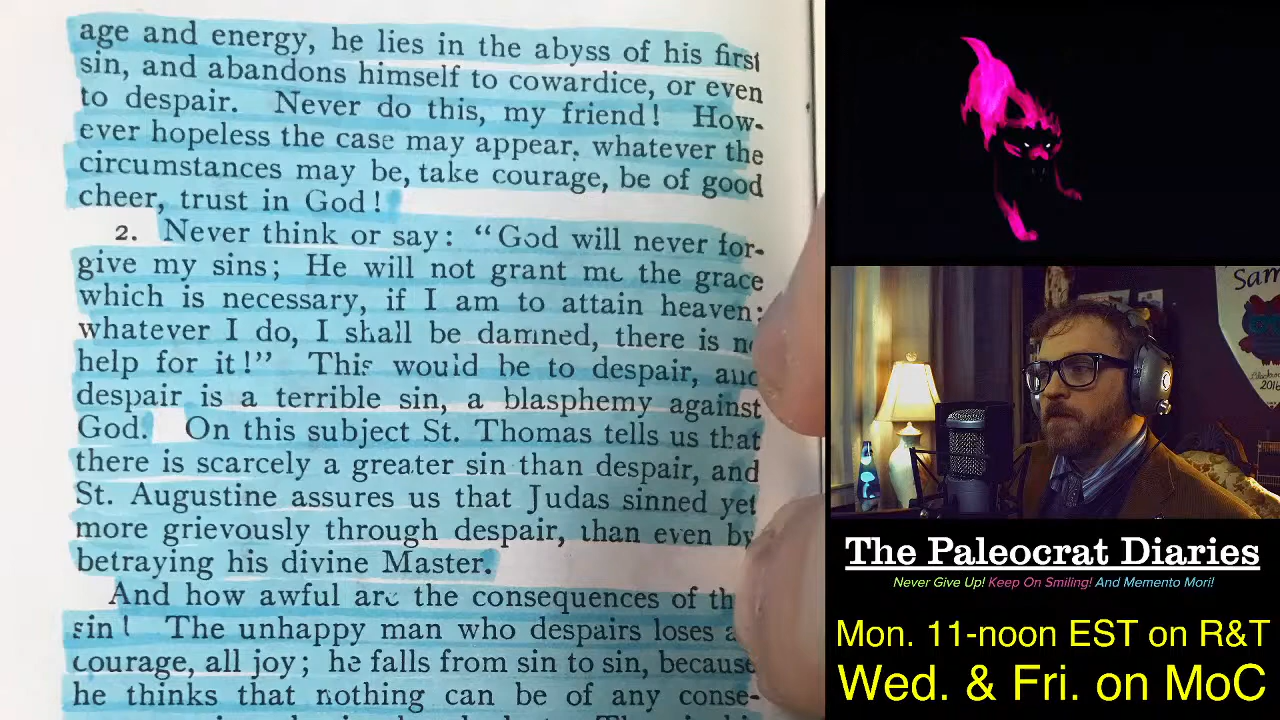 age and energy, he lies in the abyss of his first
sin, and abandons himself to cowardice, or even
to despair. Never do this, my friend! How-
ever hopeless the case may appear, whatever the
circumstances may be, take courage, be of good
cheer, trust in God!
2. Never think or say: "God will never for-
give my sins; He will not grant me the grace
which is necessary, if I am to attain heaven;
whatever I do, I shall be damned, there is no
help for it!" This would be to despair, and
despair is a terrible sin, a blasphemy against
God. On this subject St. Thomas tells us that
there is scarcely a greater sin than despair, and
St. Augustine assures us that Judas sinned yet
more grievously through despair, than even by
betraying his divine Master.
And how awful are the consequences of th
sin! The unhappy man who despairs loses a
courage, all joy; he falls from sin to sin, because
he thinks that nothing can be of any conse-
Sam
2016
The Paleocrat Diaries
Never Give Up! Keep On Smiling! And Memento Mori!
Mon. 11-noon EST on R&T
Wed. & Fri. on MoC